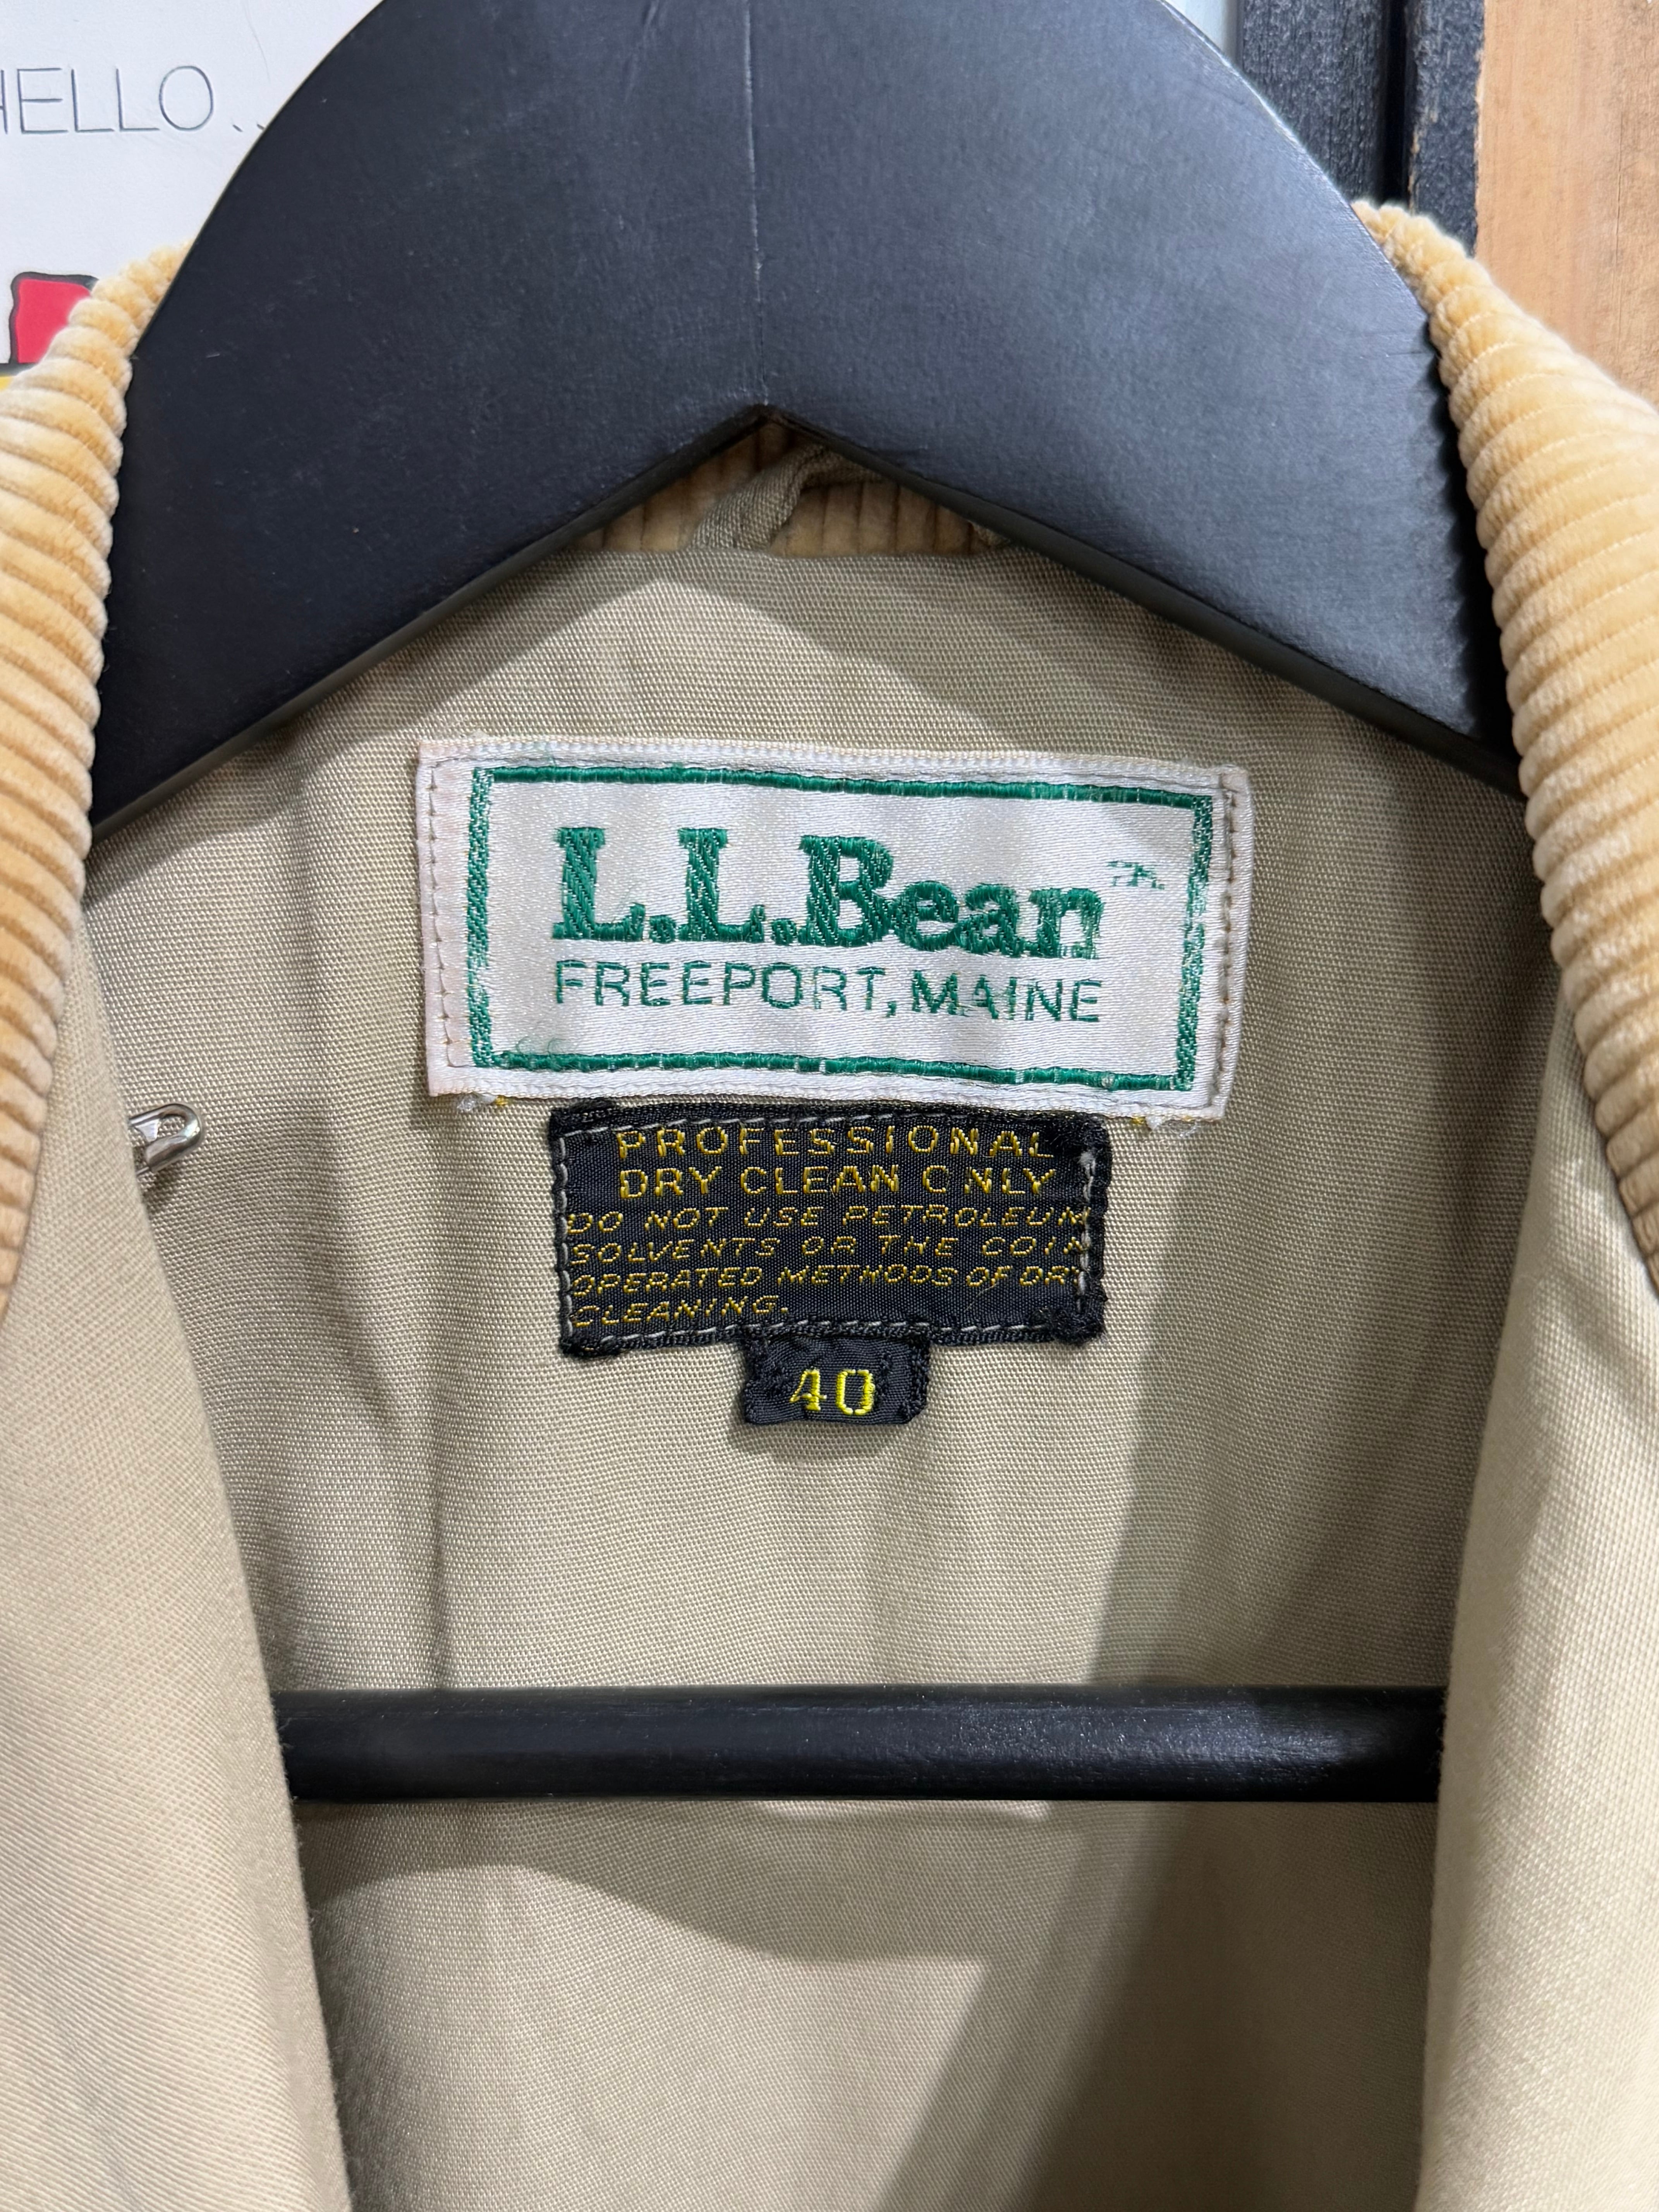 HELLO..
L.L.Bean™
FREEPORT, MAINE
PROFESSIONAL
DRY CLEAN ONLY
DO NOT USE PETROLEUM
SOLVENTS OR THE COIN
OPERATED METHODS OF DRY
CLEANING.
40